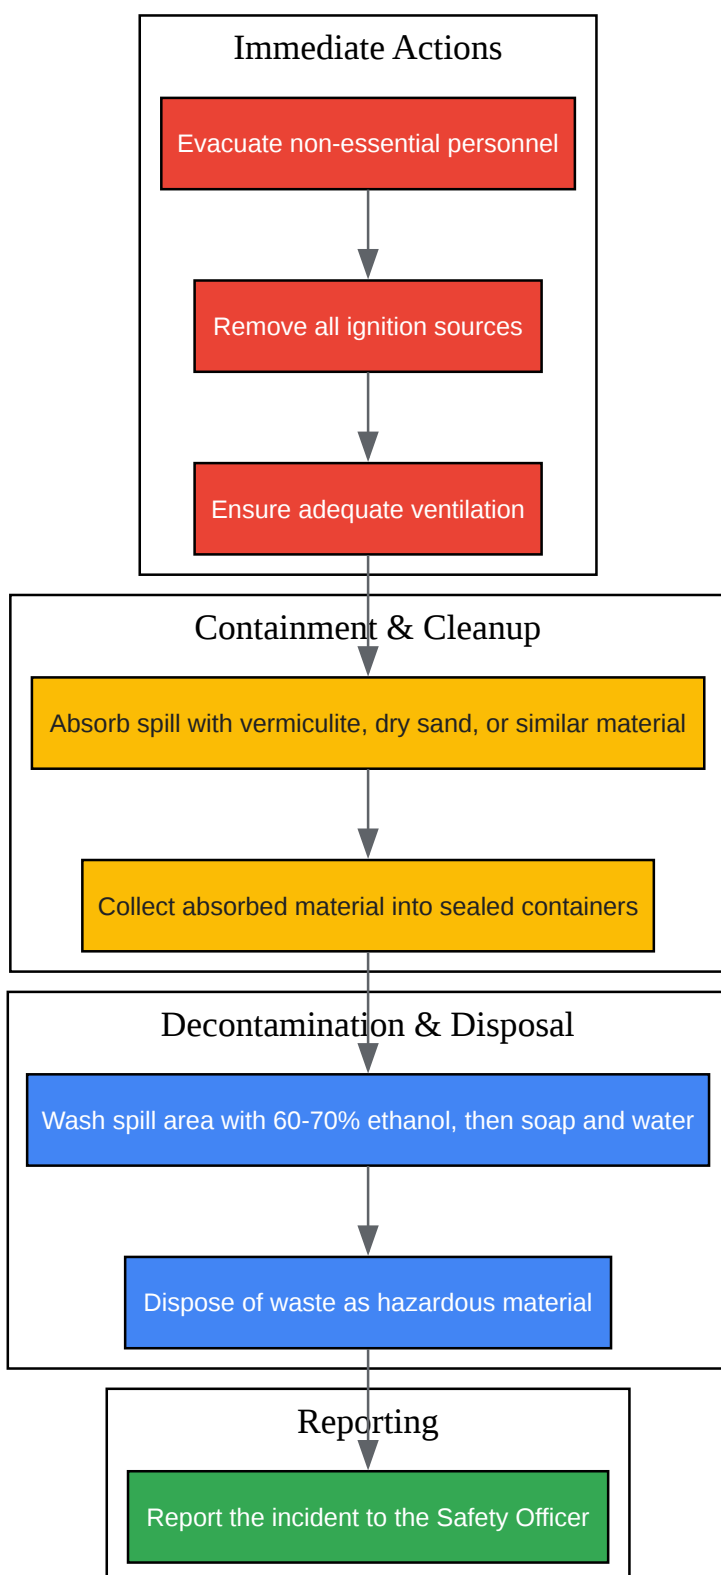 Immediate Actions
Evacuate non-essential personnel
Remove all ignition sources
Ensure adequate ventilation
Containment & Cleanup
Absorb spill with vermiculite, dry sand, or similar material
Collect absorbed material into sealed containers
Decontamination & Disposal
Wash spill area with 60-70% ethanol, then soap and water
Dispose of waste as hazardous material
Reporting
Report the incident to the Safety Officer